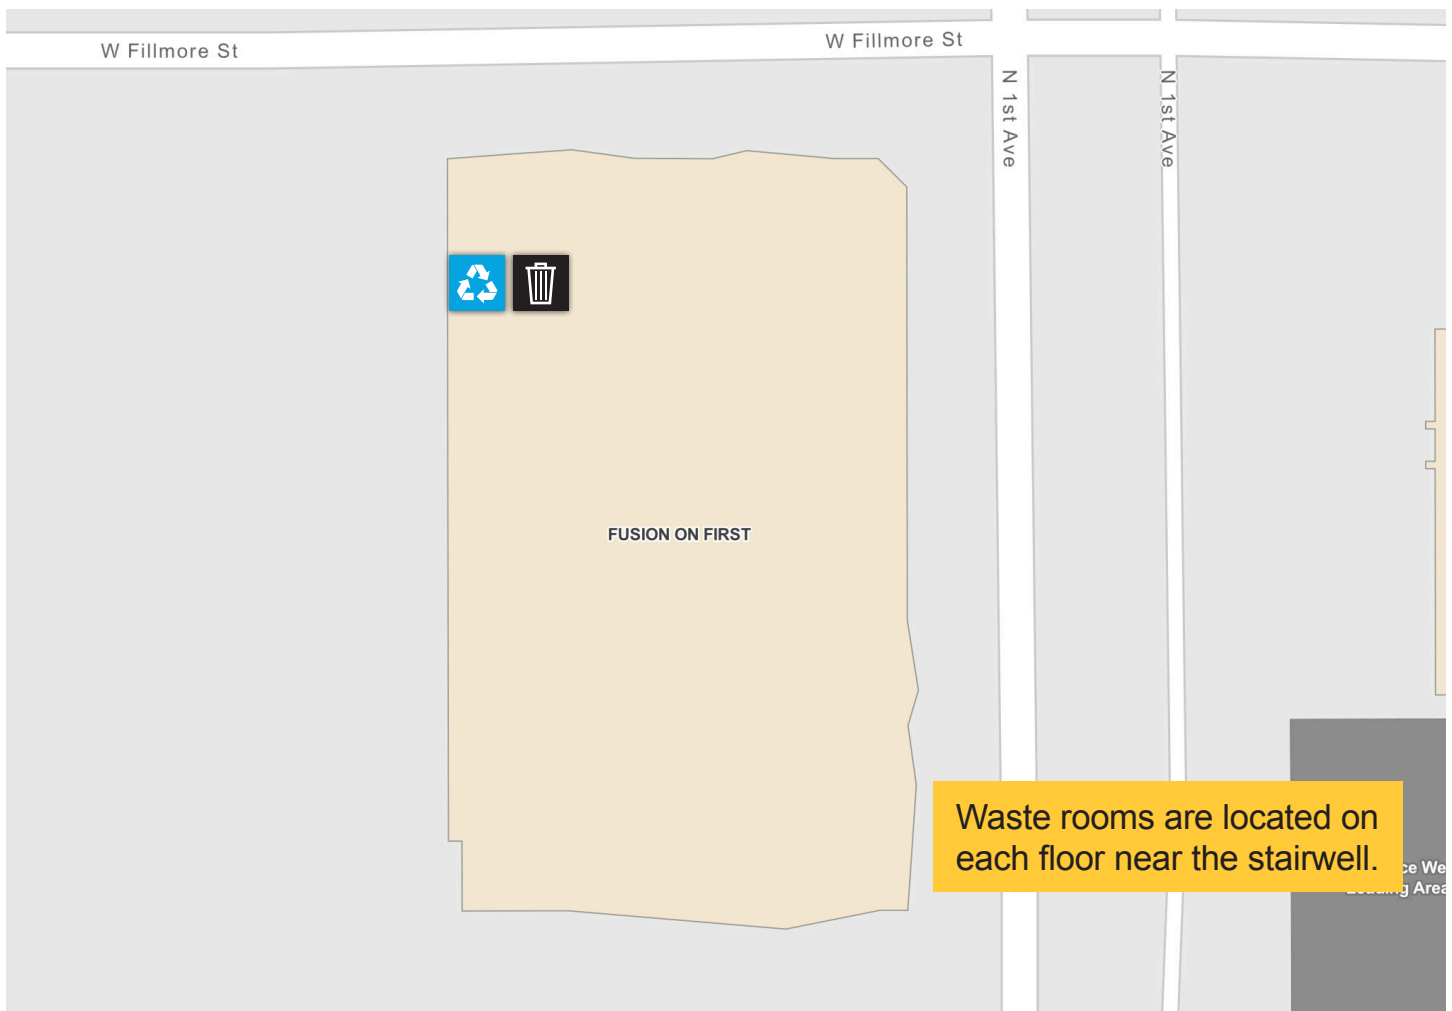 W Fillmore St
W Fillmore St
N 1st Ave
N 1st Ave
FUSION ON FIRST
Waste rooms are located on
each floor near the stairwell.
Area